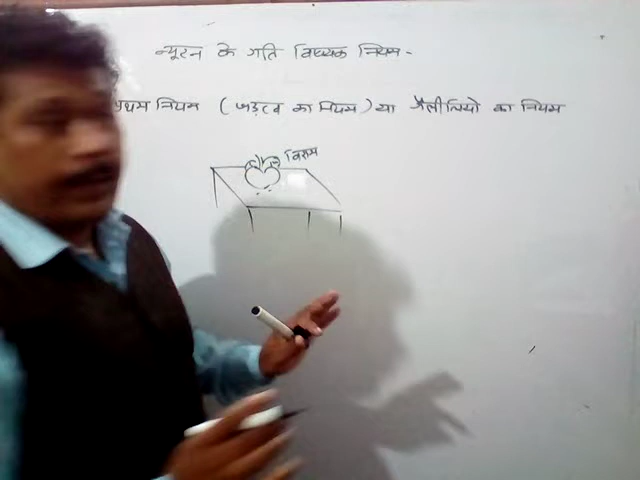 न्यूटन के गति विषयक नियम -
प्रथम नियम ( जड़त्व का नियम ) या गैलीलियो का नियम
विराम